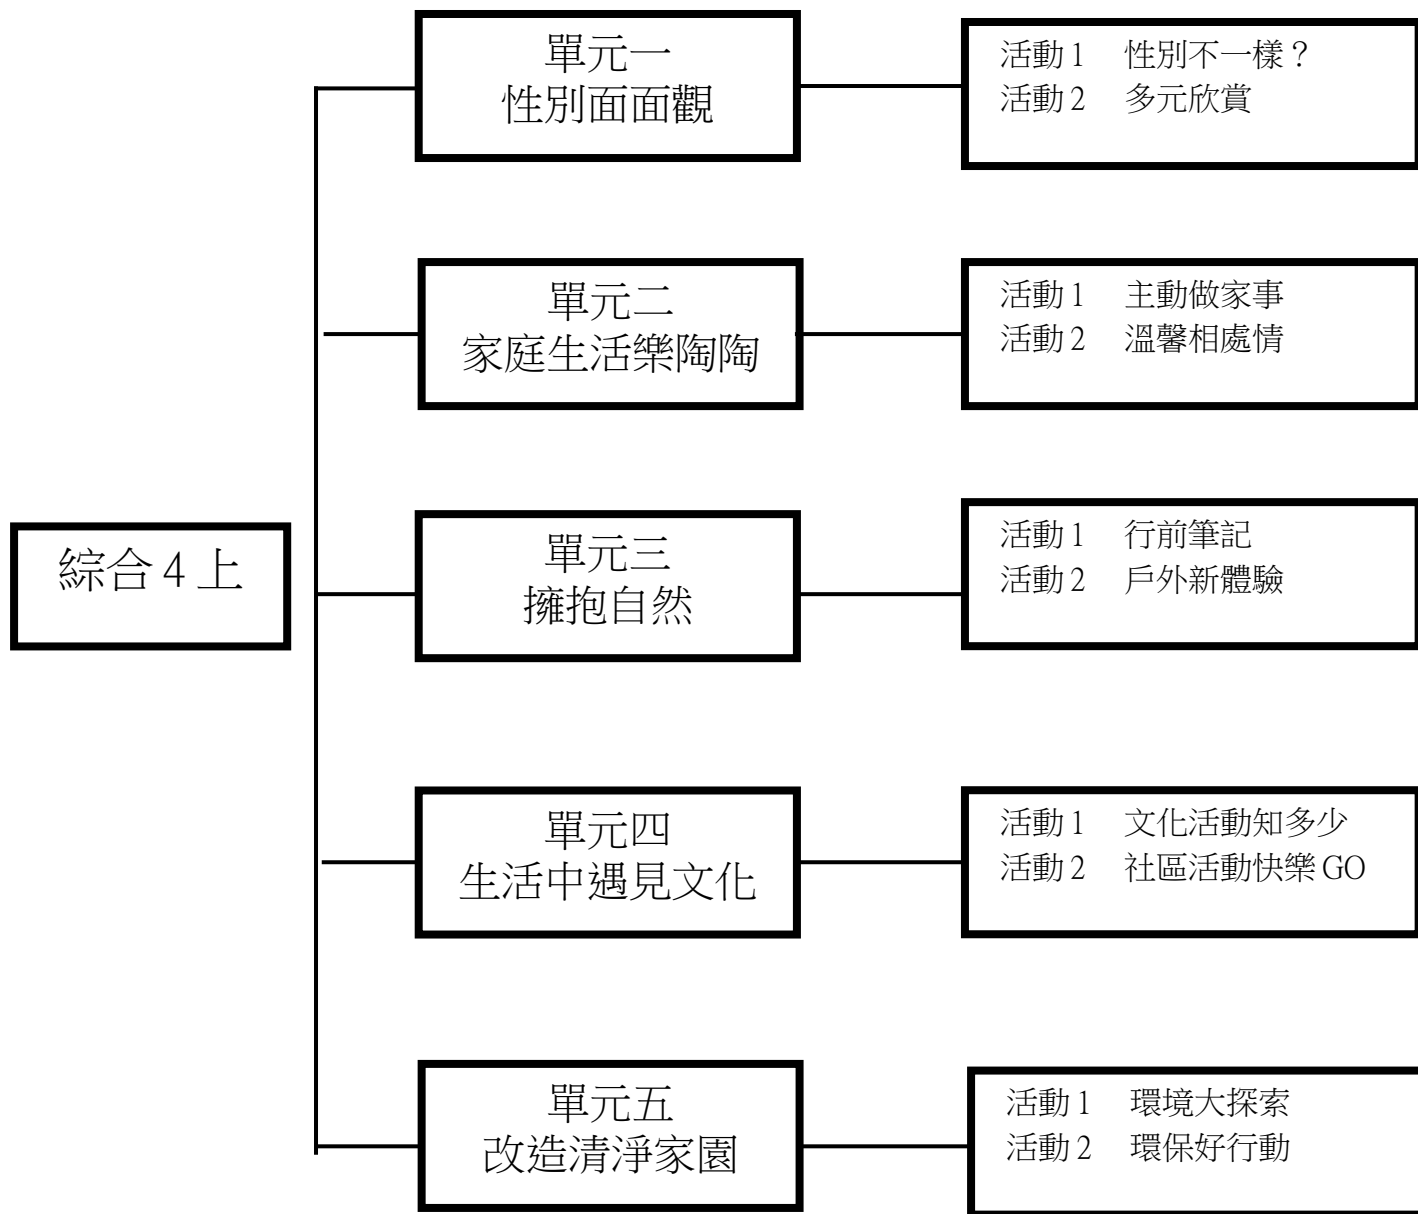 綜合4上
單元一
性別面面觀
活動1　性別不一樣？
活動2　多元欣賞
單元二
家庭生活樂陶陶
活動1　主動做家事
活動2　溫馨相處情
單元三
擁抱自然
活動1　行前筆記
活動2　戶外新體驗
單元四
生活中遇見文化
活動1　文化活動知多少
活動2　社區活動快樂GO
單元五
改造清淨家園
活動1　環境大探索
活動2　環保好行動